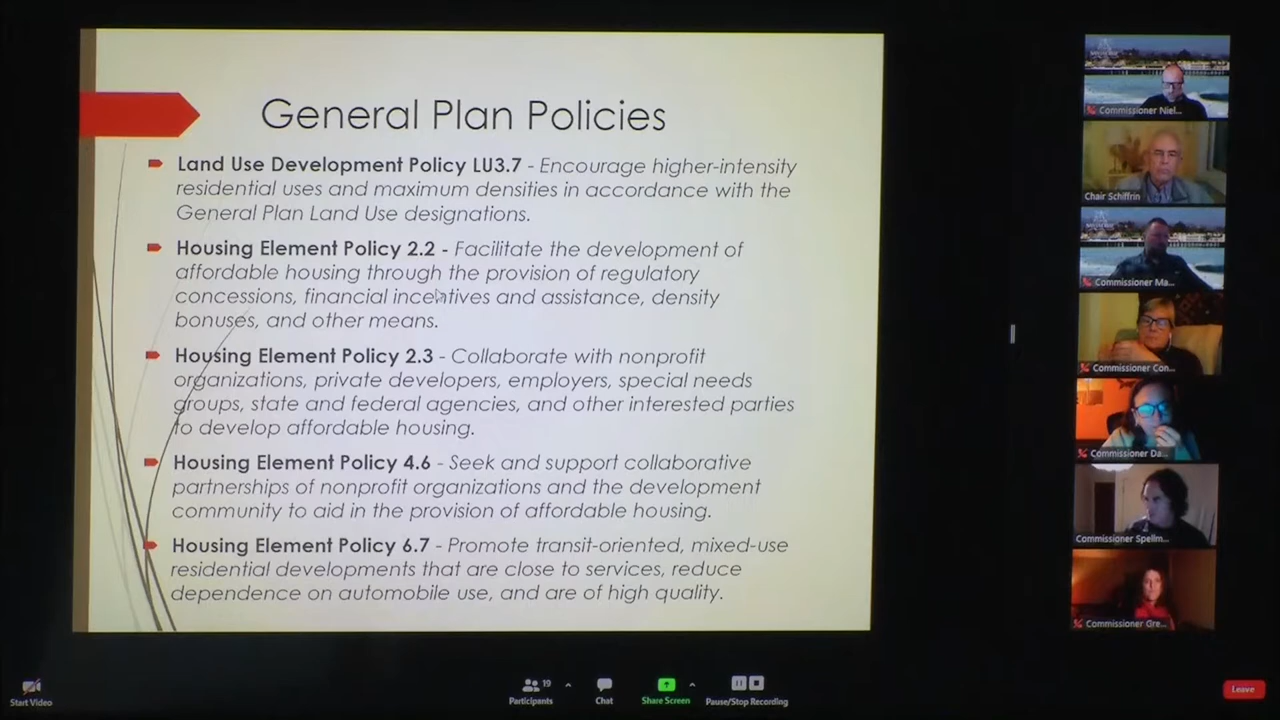 General Plan Policies
Land Use Development Policy LU3.7 - Encourage higher-intensity
residential uses and maximum densities in accordance with the
General Plan Land Use designations.
Housing Element Policy 2.2 - Facilitate the development of
affordable housing through the provision of regulatory
concessions, financial incentives and assistance, density
bonuses, and other means.
Housing Element Policy 2.3 - Collaborate with nonprofit
organizations, private developers, employers, special needs
groups, state and federal agencies, and other interested parties
to develop affordable housing.
Housing Element Policy 4.6 - Seek and support collaborative
partnerships of nonprofit organizations and the development
community to aid in the provision of affordable housing.
Housing Element Policy 6.7 - Promote transit-oriented, mixed-use
residential developments that are close to services, reduce
dependence on automobile use, and are of high quality.
Commissioner Niel...
Chair Schiffrin
Commissioner Ma...
Commissioner Con...
Commissioner Da...
Commissioner Spellm...
Commissioner Gre...
Start Video
19
Participants
Chat
Share Screen
Pause/Stop Recording
Leave